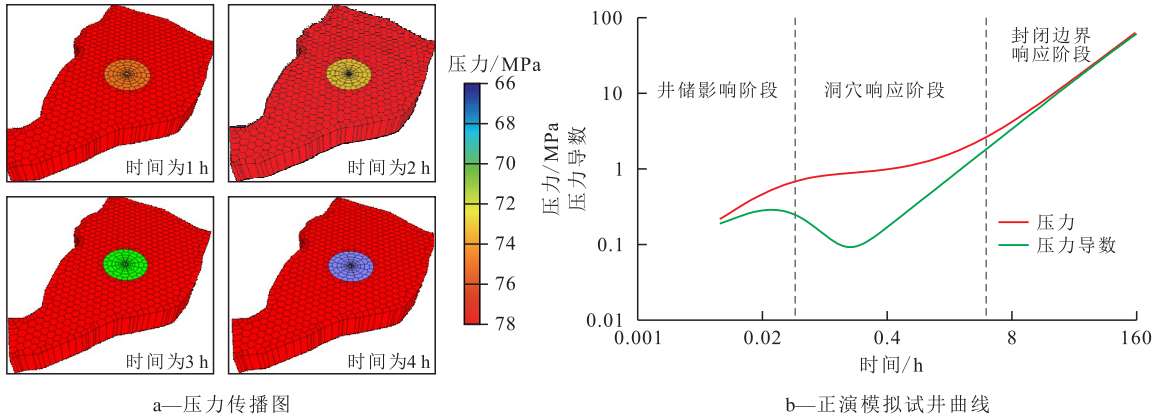 时间为1 h
时间为2 h
时间为3 h
时间为4 h
压力/MPa
66
68
70
72
74
76
78
a—压力传播图
压力/MPa
压力导数
100
10
1
0.1
0.01
井储影响阶段
洞穴响应阶段
封闭边界
响应阶段
压力
压力导数
0.001
0.02
0.4
8
160
时间/h
b—正演模拟试井曲线